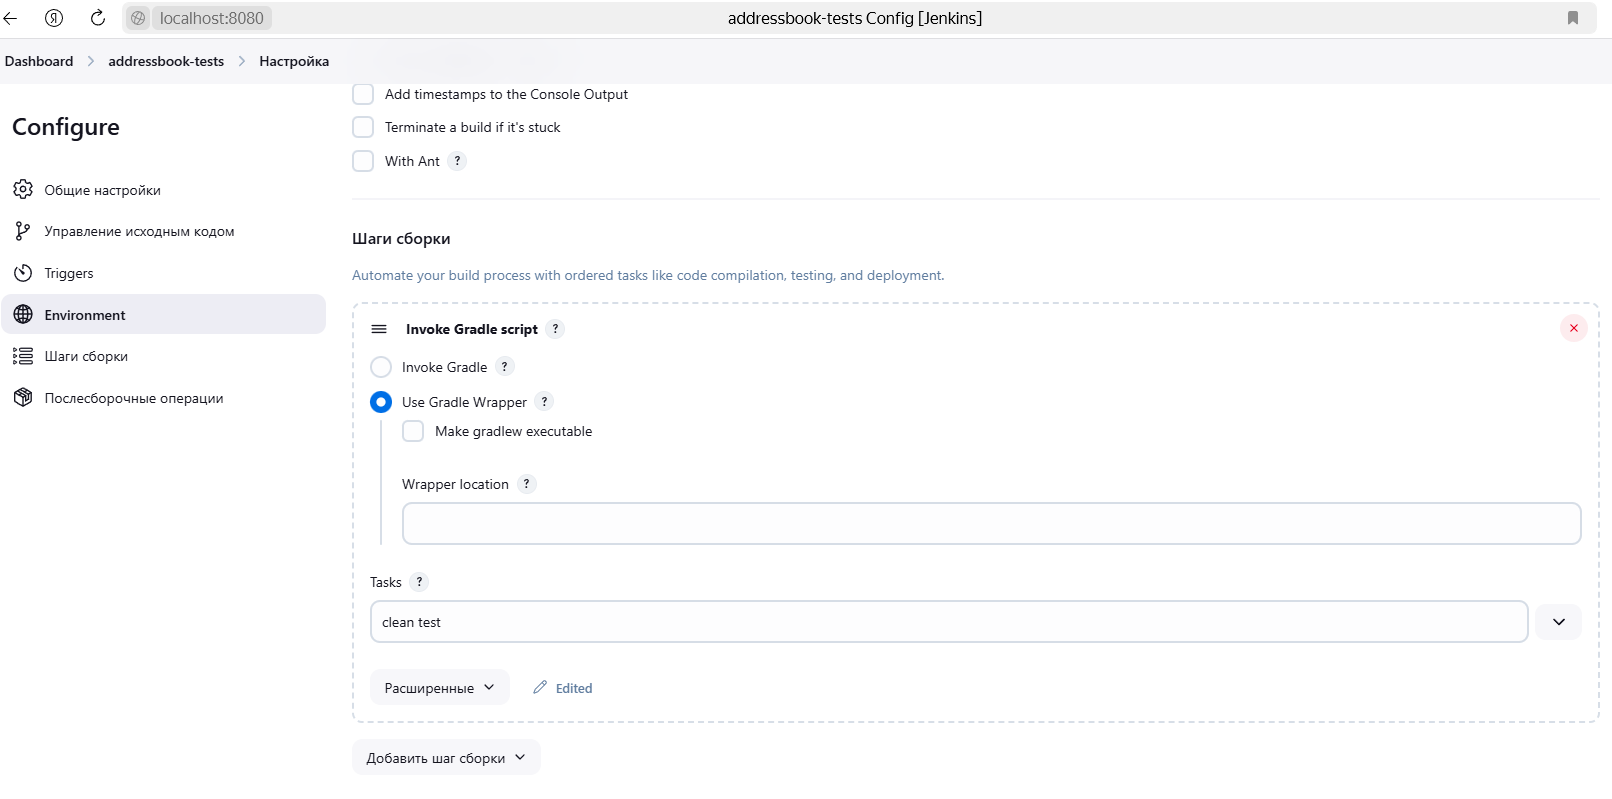 Я localhost:8080 addressbook-tests Config [Jenkins]
Dashboard addressbook-tests Настройка
Configure
Общие настройки
Управление исходным кодом
Triggers
Environment
Шаги сборки
Послесборочные операции
Add timestamps to the Console Output
Terminate a build if it's stuck
With Ant ?
Шаги сборки
Automate your build process with ordered tasks like code compilation, testing, and deployment.
Invoke Gradle script ?
Invoke Gradle ?
Use Gradle Wrapper ?
Make gradlew executable
Wrapper location ?
Tasks ?
clean test
Расширенные Edited
Добавить шаг сборки